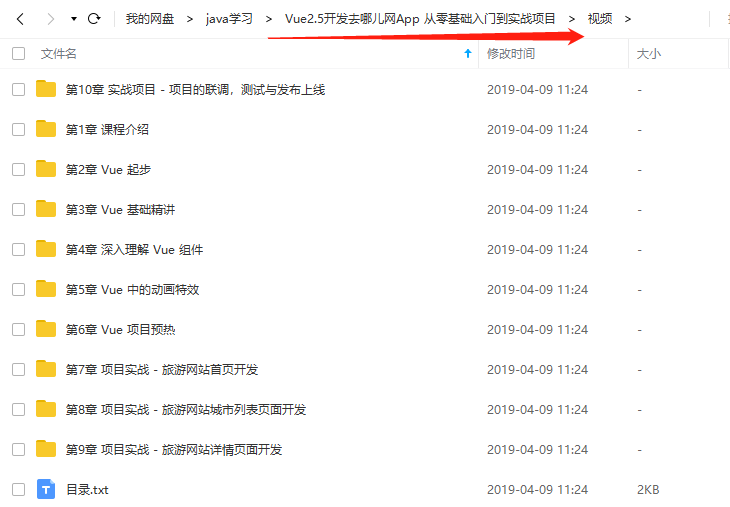 我的网盘 > java学习 > Vue2.5开发去哪儿网App 从零基础入门到实战项目 > 视频 >
文件名 修改时间 大小
第10章 实战项目 - 项目的联调，测试与发布上线 2019-04-09 11:24 -
第1章 课程介绍 2019-04-09 11:24 -
第2章 Vue 起步 2019-04-09 11:24 -
第3章 Vue 基础精讲 2019-04-09 11:24 -
第4章 深入理解 Vue 组件 2019-04-09 11:24 -
第5章 Vue 中的动画特效 2019-04-09 11:24 -
第6章 Vue 项目预热 2019-04-09 11:24 -
第7章 项目实战 - 旅游网站首页开发 2019-04-09 11:24 -
第8章 项目实战 - 旅游网站城市列表页面开发 2019-04-09 11:24 -
第9章 项目实战 - 旅游网站详情页面开发 2019-04-09 11:24 -
目录.txt 2019-04-09 11:24 2KB